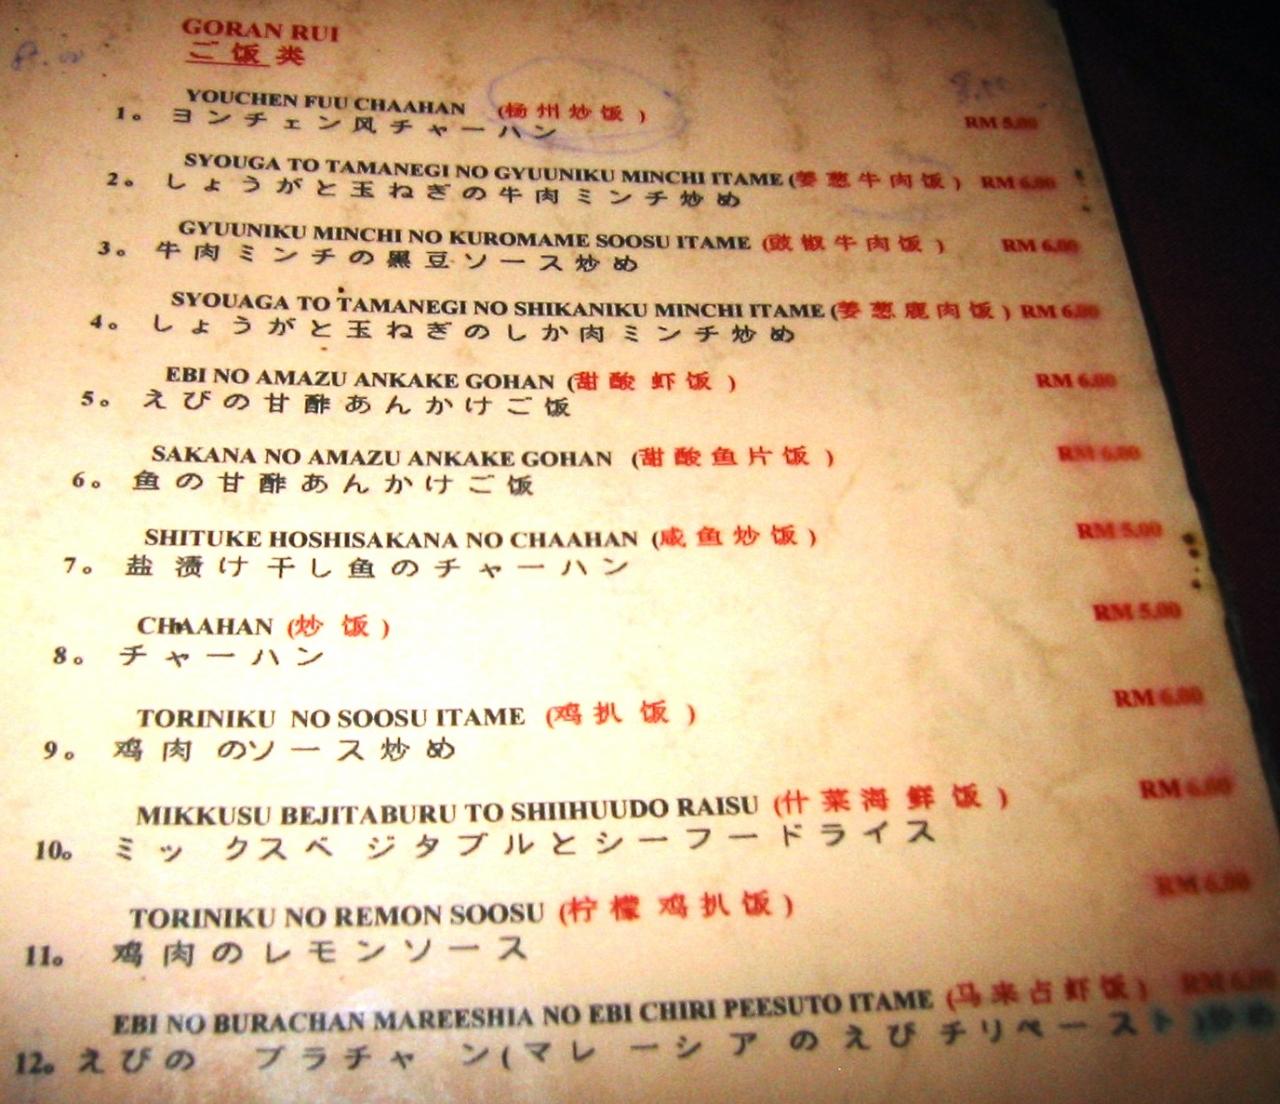 GORAN RUI
ご饭类
YOUCHEN FUU CHAAHAN (杨州炒饭)
1。ヨンチェン风チャーハン RM 5.00
SYOUGA TO TAMANEGI NO GYUUNIKU MINCHI ITAME (姜葱牛肉饭) RM 6.00
2。しょうがと玉ねぎの牛肉ミンチ炒め
GYUUNIKU MINCHI NO KUROMAME SOOSU ITAME (豉椒牛肉饭) RM 6.00
3。牛肉ミンチの黑豆ソース炒め
SYOUAGA TO TAMANEGI NO SHIKANIKU MINCHI ITAME (姜葱鹿肉饭) RM 6.00
4。しょうがと玉ねぎのしか肉ミンチ炒め
EBI NO AMAZU ANKAKE GOHAN (甜酸虾饭) RM 6.00
5。えびの甘酢あんかけご饭
SAKANA NO AMAZU ANKAKE GOHAN (甜酸鱼片饭) RM 6.00
6。鱼の甘酢あんかけご饭
SHITUKE HOSHISAKANA NO CHAAHAN (咸鱼炒饭) RM 5.00
7。盐渍け干し鱼のチャーハン
CHAAHAN (炒饭) RM 5.00
8。チャーハン
TORINIKU NO SOOSU ITAME (鸡扒饭) RM 6.00
9。鸡肉のソース炒め
MIKKUSU BEJITABURU TO SHIIHUUDO RAISU (什菜海鲜饭) RM 6.00
10。ミックスベジタブルとシーフードライス
TORINIKU NO REMON SOOSU (柠檬鸡扒饭) RM 6.00
11。鸡肉のレモンソース
EBI NO BURACHAN MAREESHIA NO EBI CHIRI PEESUTO ITAME (马来占虾饭) RM 6.00
12。えびの ブラチャン(マレーシアのえびチリペースト)